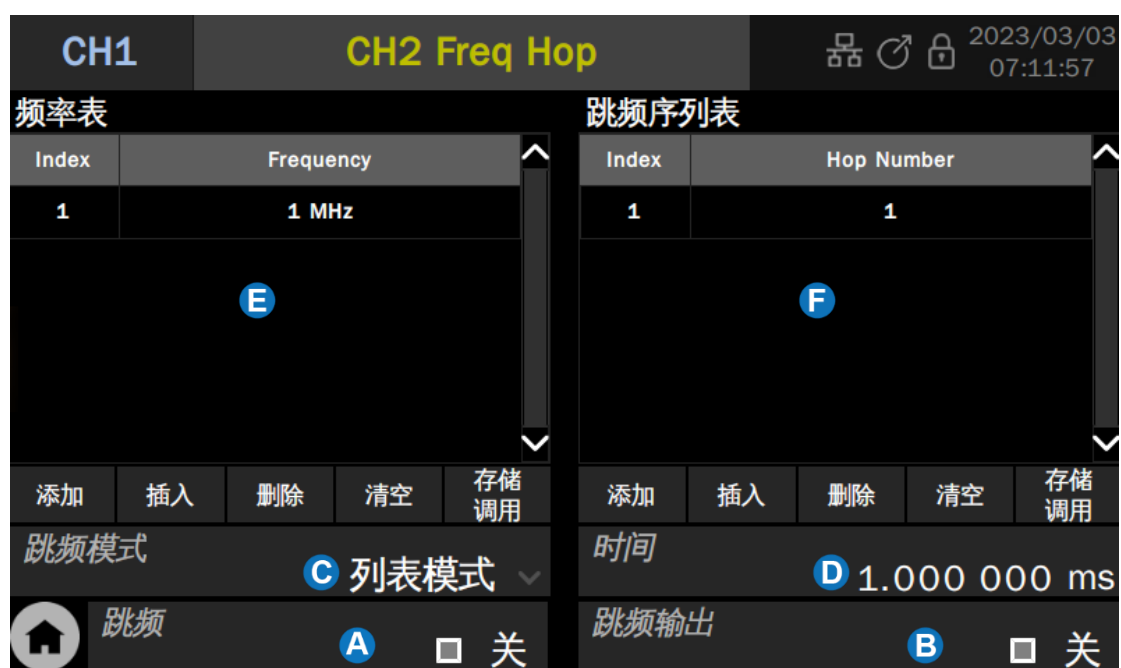 CH1
CH2 Freq Hop
2023/03/03
07:11:57
频率表
跳频序列表
Index Frequency
Index Hop Number
1 1 MHz
1 1
E
F
添加 插入 删除 清空 存储
调用
添加 插入 删除 清空 存储
调用
跳频模式
C 列表模式
时间
D 1.000 000 ms
跳频
A 关
跳频输出
B 关